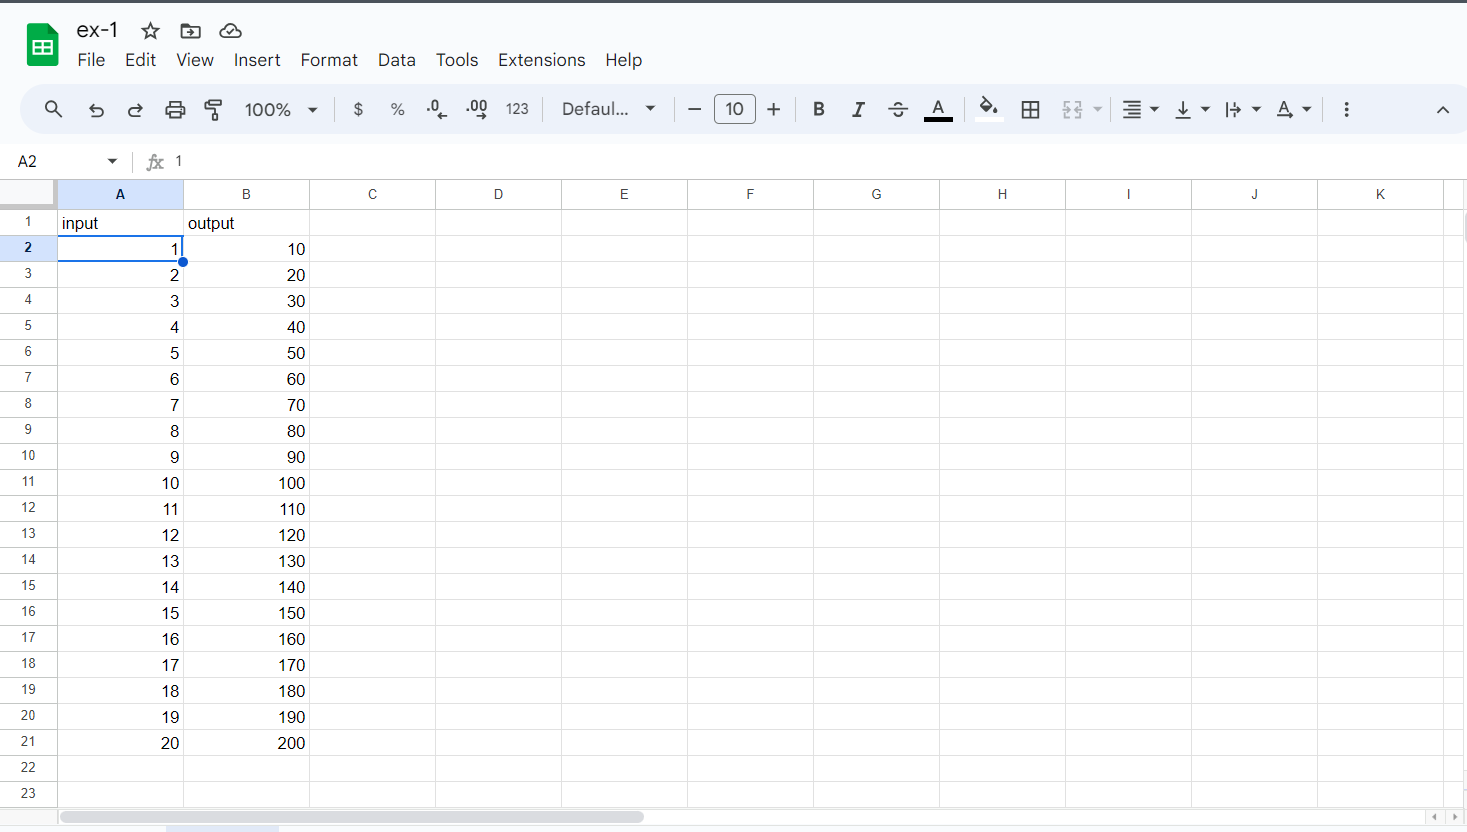 ex-1
File Edit View Insert Format Data Tools Extensions Help
100% $ % .0 .00 123 Defaul... 10 B I S A A
A2 fx 1
A B C D E F G H I J K
1 input output
2 1 10
3 2 20
4 3 30
5 4 40
6 5 50
7 6 60
8 7 70
9 8 80
10 9 90
11 10 100
12 11 110
13 12 120
14 13 130
15 14 140
16 15 150
17 16 160
18 17 170
19 18 180
20 19 190
21 20 200
22
23